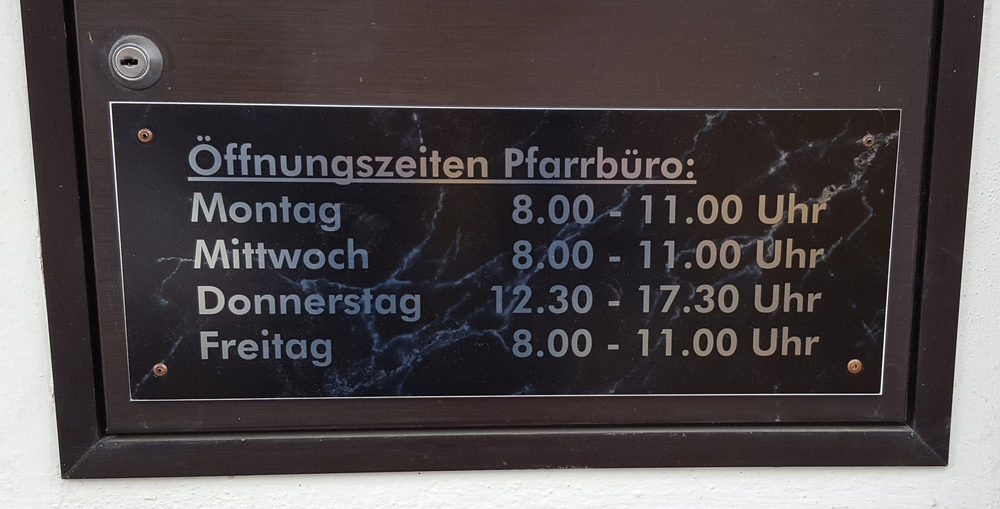 Öffnungszeiten Pfarrbüro:
Montag 8.00 - 11.00 Uhr
Mittwoch 8.00 - 11.00 Uhr
Donnerstag 12.30 - 17.30 Uhr
Freitag 8.00 - 11.00 Uhr